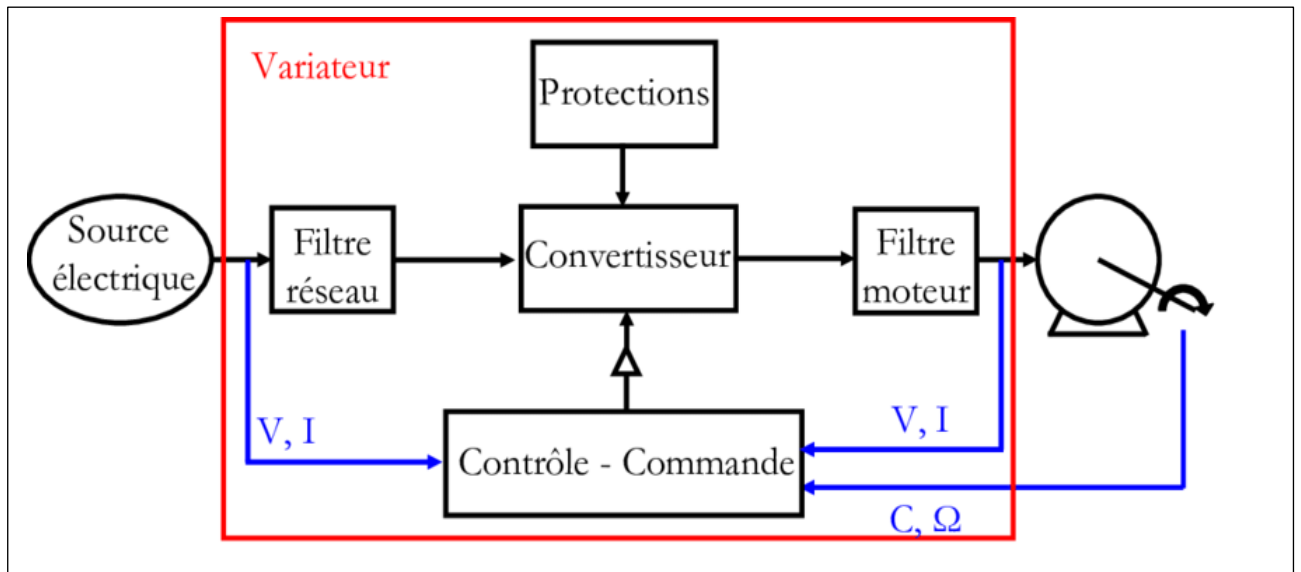 Variateur
Protections
Source
électrique
Filtre
réseau
Convertisseur
Filtre
moteur
V, I
V, I
Contrôle - Commande
C, Ω